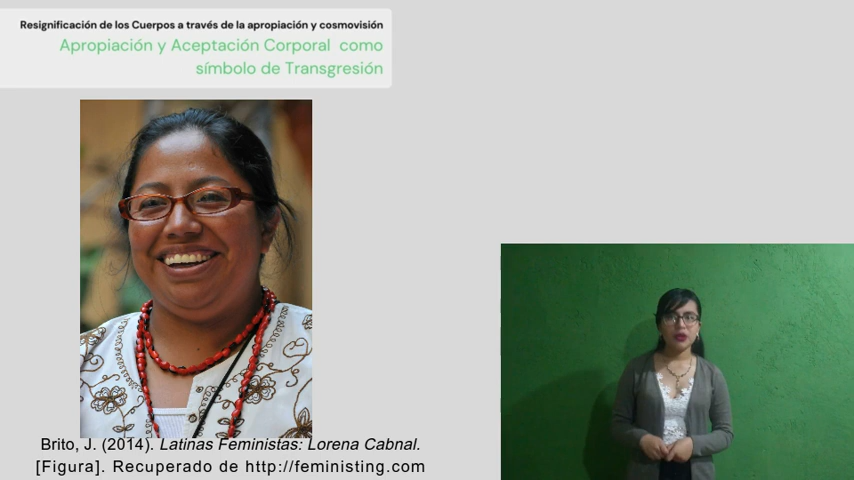 Resignificación de los Cuerpos a través de la apropiación y cosmovisión
Apropiación y Aceptación Corporal como
símbolo de Transgresión
Brito, J. (2014). Latinas Feministas: Lorena Cabnal.
[Figura]. Recuperado de http://feministing.com